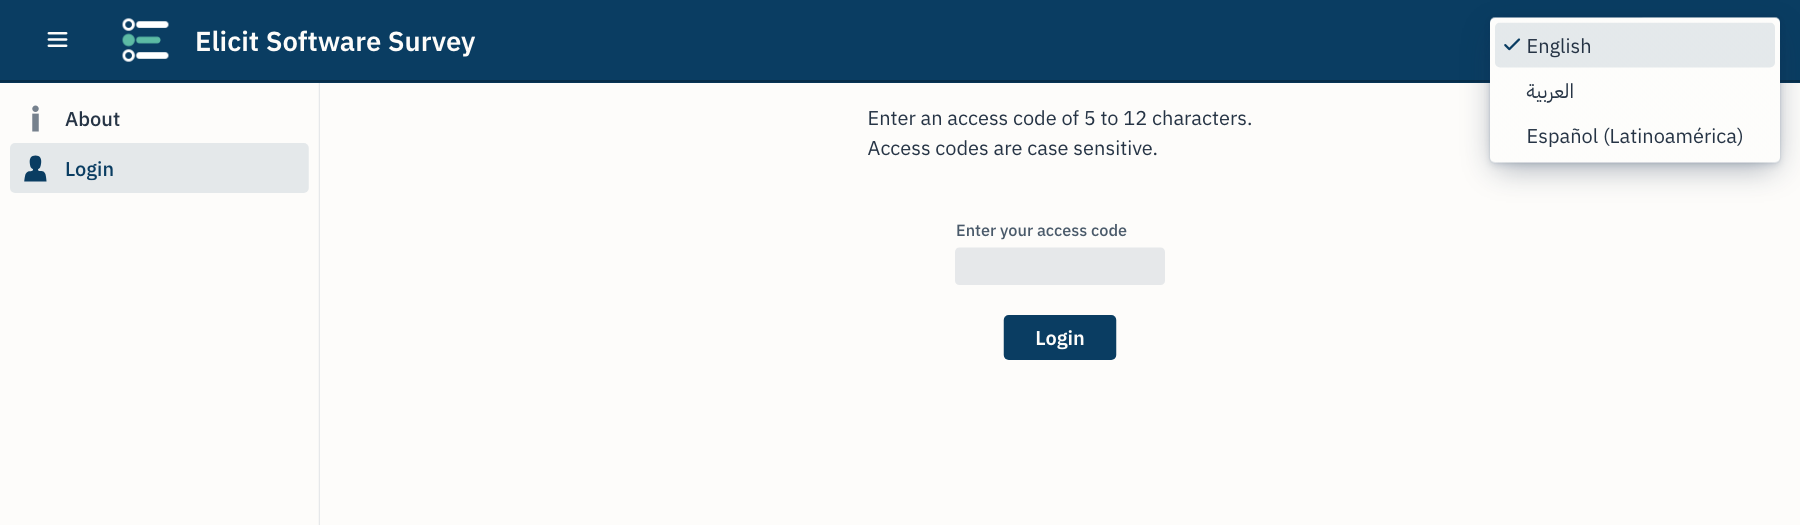 Elicit Software Survey
English
العربية
Español (Latinoamérica)
About
Login
Enter an access code of 5 to 12 characters.
Access codes are case sensitive.
Enter your access code
Login